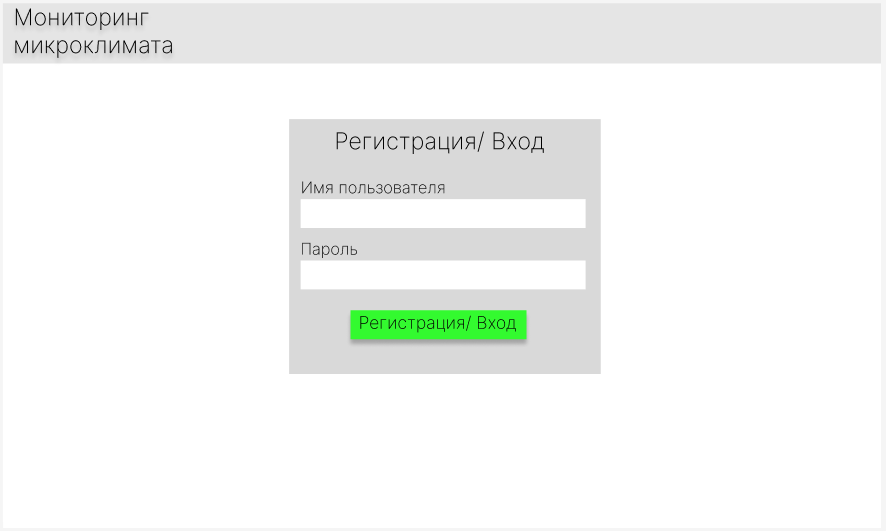 Мониторинг
микроклимата
Регистрация/ Вход
Имя пользователя
Пароль
Регистрация/ Вход